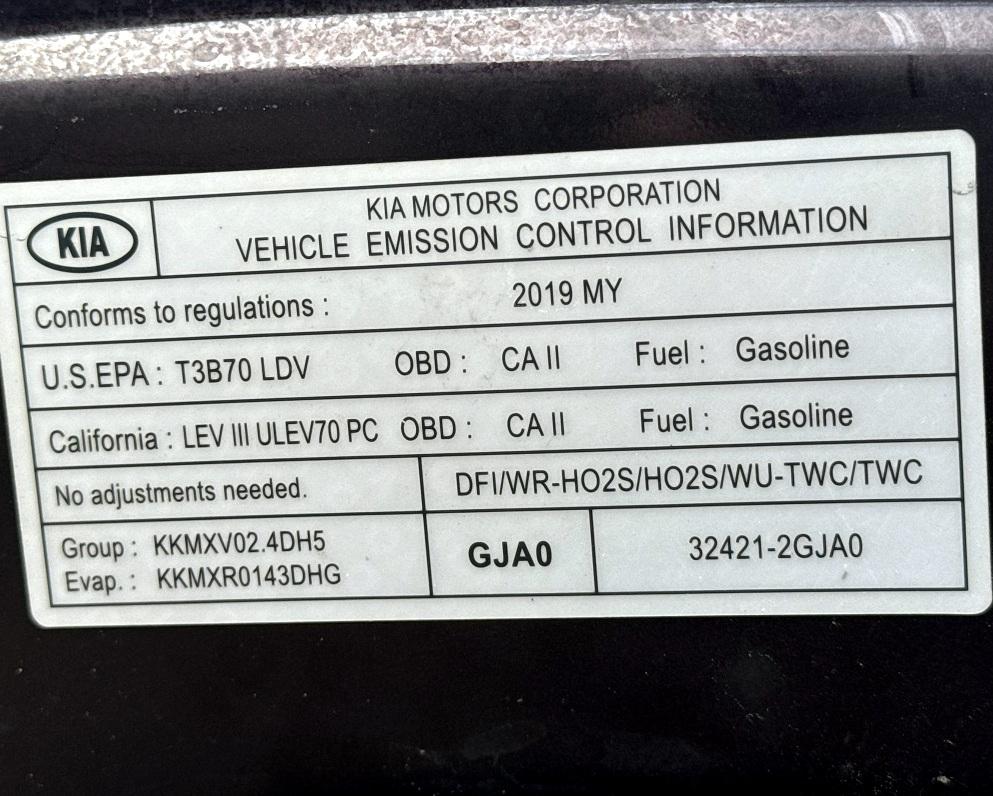 KIA
KIA MOTORS CORPORATION
VEHICLE EMISSION CONTROL INFORMATION
Conforms to regulations : 2019 MY
U.S.EPA : T3B70 LDV OBD : CA II Fuel : Gasoline
California : LEV III ULEV70 PC OBD : CA II Fuel : Gasoline
No adjustments needed. DFI/WR-HO2S/HO2S/WU-TWC/TWC
Group : KKMXV02.4DH5
Evap. : KKMXR0143DHG
GJA0
32421-2GJA0